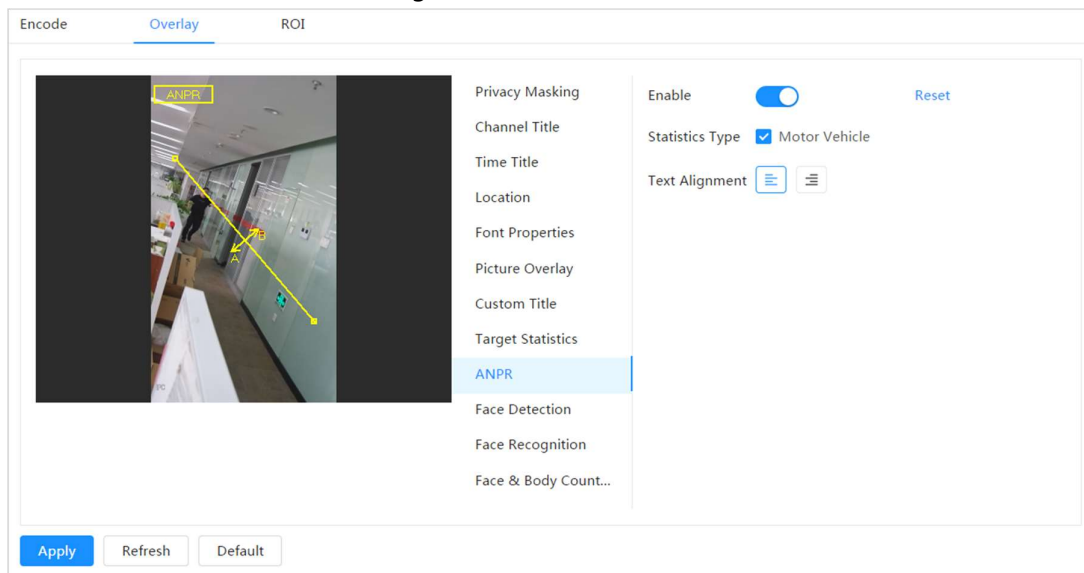 Encode Overlay ROI
ANPR
B
A
Privacy Masking
Channel Title
Time Title
Location
Font Properties
Picture Overlay
Custom Title
Target Statistics
ANPR
Face Detection
Face Recognition
Face & Body Count...
Enable Reset
Statistics Type Motor Vehicle
Text Alignment
Apply Refresh Default